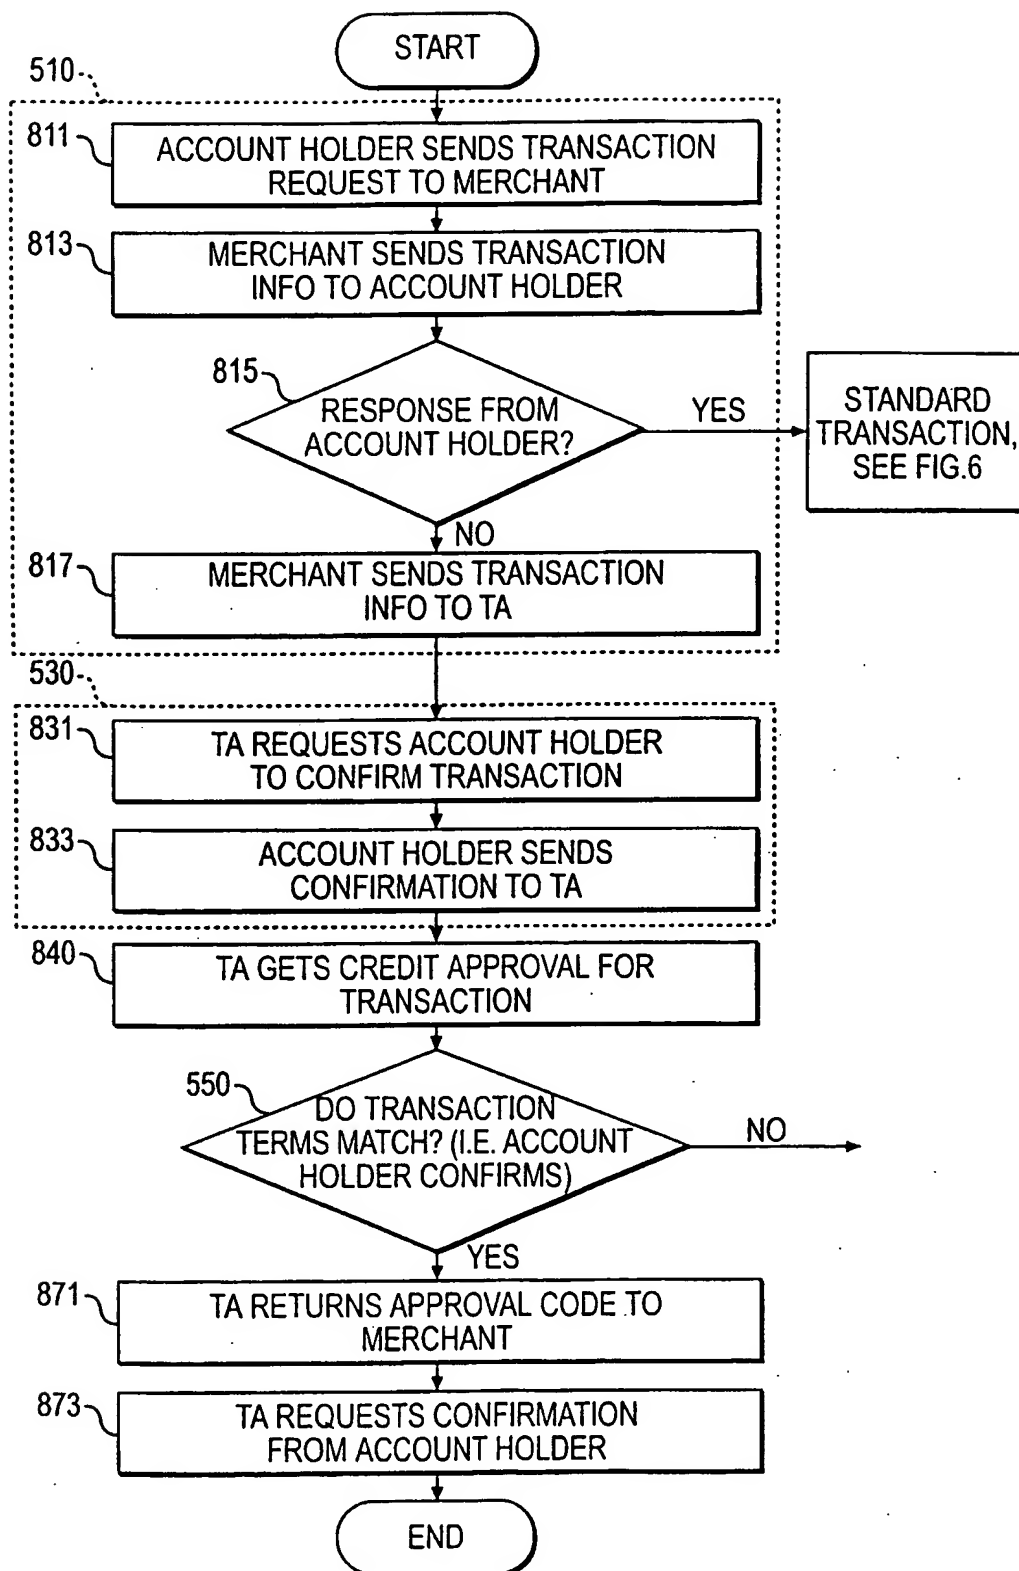 START
510
811
ACCOUNT HOLDER SENDS TRANSACTION
REQUEST TO MERCHANT
813
MERCHANT SENDS TRANSACTION
INFO TO ACCOUNT HOLDER
815
RESPONSE FROM
ACCOUNT HOLDER?
YES
STANDARD
TRANSACTION,
SEE FIG.6
NO
817
MERCHANT SENDS TRANSACTION
INFO TO TA
530
831
TA REQUESTS ACCOUNT HOLDER
TO CONFIRM TRANSACTION
833
ACCOUNT HOLDER SENDS
CONFIRMATION TO TA
840
TA GETS CREDIT APPROVAL FOR
TRANSACTION
550
DO TRANSACTION
TERMS MATCH? (I.E. ACCOUNT
HOLDER CONFIRMS)
NO
YES
871
TA RETURNS APPROVAL CODE TO
MERCHANT
873
TA REQUESTS CONFIRMATION
FROM ACCOUNT HOLDER
END